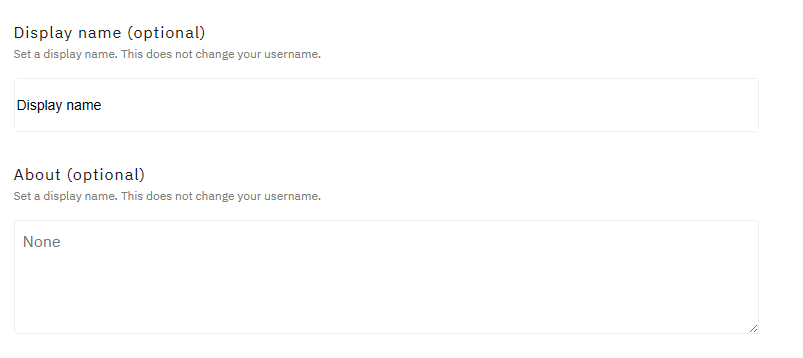 Display name (optional)
Set a display name. This does not change your username.
Display name
About (optional)
Set a display name. This does not change your username.
None